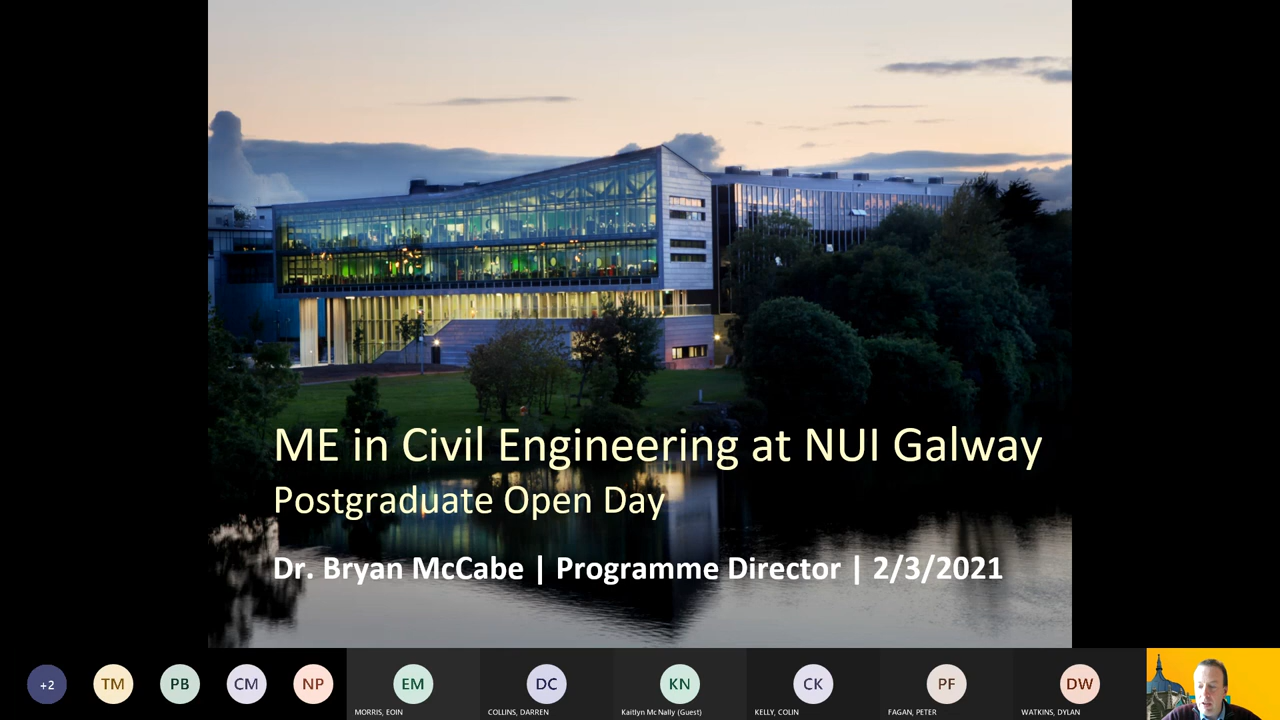 ME in Civil Engineering at NUI Galway
Postgraduate Open Day
Dr. Bryan McCabe | Programme Director | 2/3/2021
+2
TM
PB
CM
NP
EM
DC
KN
CK
PF
DW
MORRIS, EOIN
COLLINS, DARREN
Kaitlyn Mc Nally (Guest)
KELLY, COLIN
FAGAN, PETER
WATKINS, DYLAN